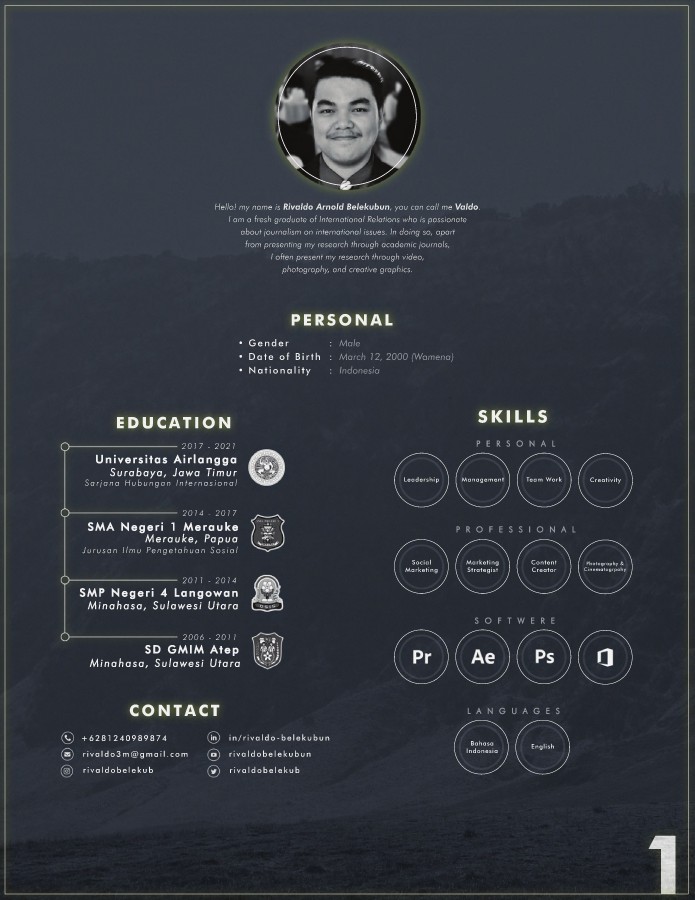 Hello! my name is Rivaldo Arnold Belekubun, you can call me Valdo.
I am a fresh graduate of International Relations who is passionate
about journalism on international issues. In doing so, apart
from presenting my research through academic journals,
I often present my research through video,
photography, and creative graphics.
PERSONAL
• Gender : Male
• Date of Birth : March 12, 2000 (Wamena)
• Nationality : Indonesia
EDUCATION
2017 - 2021
Universitas Airlangga
Surabaya, Jawa Timur
Sarjana Hubungan Internasional
2014 - 2017
SMA Negeri 1 Merauke
Merauke, Papua
Jurusan Ilmu Pengetahuan Sosial
2011 - 2014
SMP Negeri 4 Langowan
Minahasa, Sulawesi Utara
2006 - 2011
SD GMIM Atep
Minahasa, Sulawesi Utara
CONTACT
+6281240989874
rivaldo3m@gmail.com
rivaldobelekub
in/rivaldo-belekubun
rivaldobelekubun
rivaldobelekub
SKILLS
PERSONAL
Leadership
Management
Team Work
Creativity
PROFESSIONAL
Social
Marketing
Marketing
Strategist
Content
Creator
Photography &
Cinematography
SOFTWERE
Pr
Ae
Ps
LANGUAGES
Bahasa
Indonesia
English
1